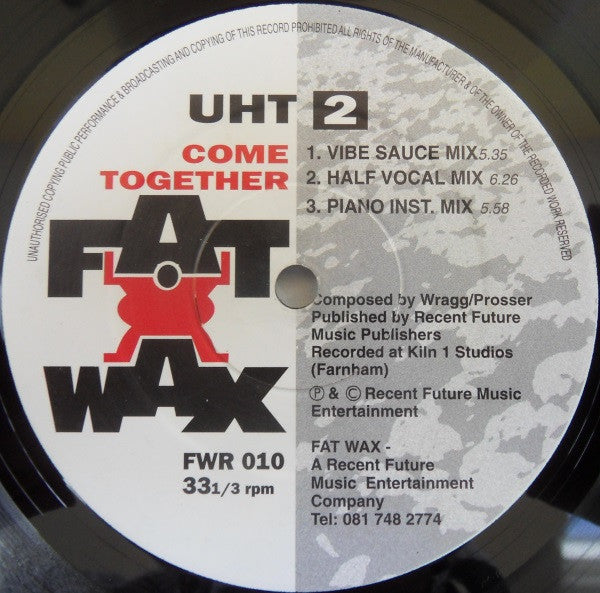 UNAUTHORISED COPYING PUBLIC PERFORMANCE & BROADCASTING AND COPYING OF THIS RECORD PROHIBITED ALL RIGHTS OF THE MANUFACTURER & OF THE OWNER OF THE RECORDED WORK RESERVED
UHT 2
COME
TOGETHER
1. VIBE SAUCE MIX 5.35
2. HALF VOCAL MIX 6.26
3. PIANO INST. MIX 5.58
FAT
WAX
Composed by Wragg/Prosser
Published by Recent Future
Music Publishers
Recorded at Kiln 1 Studios
(Farnham)
℗ & © Recent Future Music
Entertainment
FWR 010
33 1/3 rpm
FAT WAX -
A Recent Future
Music Entertainment
Company
Tel: 081 748 2774